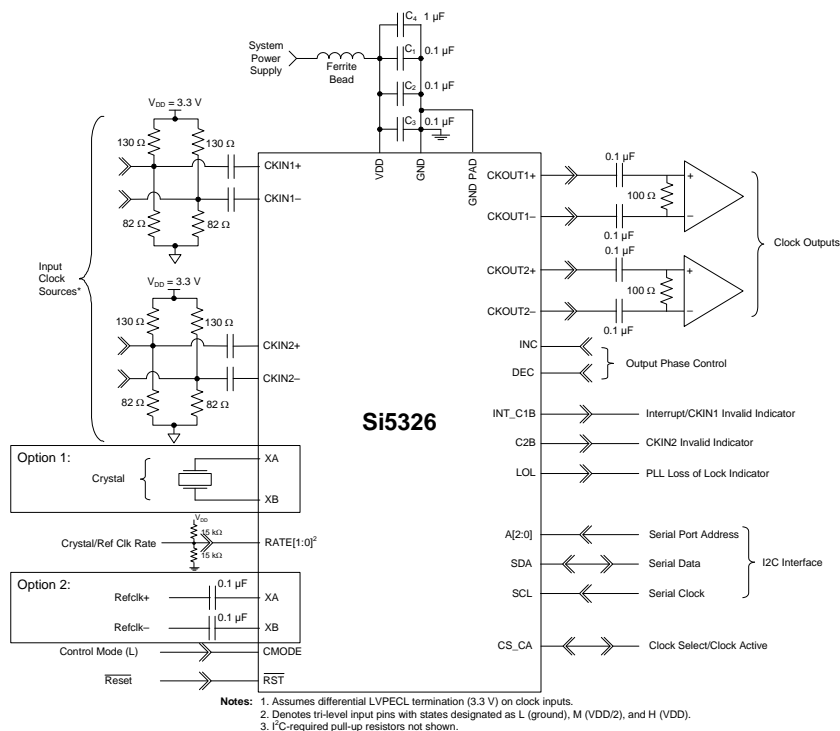 System
Power
Supply
Ferrite
Bead
C4 1 µF
C1 0.1 µF
C2 0.1 µF
C3 0.1 µF
VDD
GND
GND PAD
VDD = 3.3 V
130 Ω
130 Ω
82 Ω
82 Ω
CKIN1+
CKIN1–
Input
Clock
Sources*
VDD = 3.3 V
130 Ω
130 Ω
82 Ω
82 Ω
CKIN2+
CKIN2–
Option 1:
Crystal
XA
XB
Crystal/Ref Clk Rate
VDD
15 kΩ
15 kΩ
RATE[1:0]²
Option 2:
Refclk+
0.1 µF
XA
Refclk–
0.1 µF
XB
Control Mode (L)
CMODE
Reset
RST
Si5326
CKOUT1+
0.1 µF
100 Ω
+
–
CKOUT1–
0.1 µF
CKOUT2+
0.1 µF
100 Ω
+
–
CKOUT2–
0.1 µF
Clock Outputs
INC
DEC
Output Phase Control
INT_C1B
Interrupt/CKIN1 Invalid Indicator
C2B
CKIN2 Invalid Indicator
LOL
PLL Loss of Lock Indicator
A[2:0]
Serial Port Address
SDA
Serial Data
SCL
Serial Clock
I2C Interface
CS_CA
Clock Select/Clock Active
Notes: 1. Assumes differential LVPECL termination (3.3 V) on clock inputs.
2. Denotes tri-level input pins with states designated as L (ground), M (VDD/2), and H (VDD).
3. I²C-required pull-up resistors not shown.